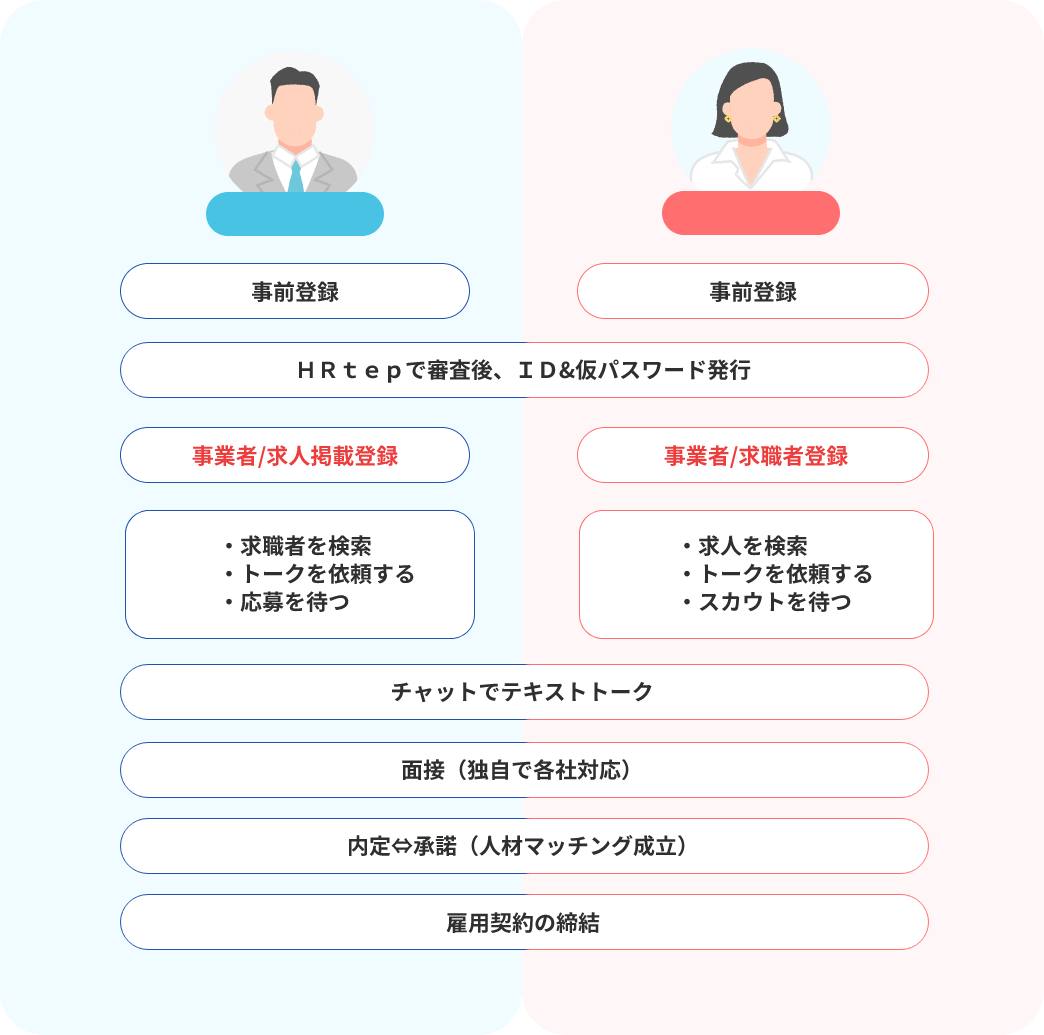 事前登録
事前登録
ＨＲｔｅｐで審査後、ＩＤ&仮パスワード発行
事業者/求人掲載登録
事業者/求職者登録
・求職者を検索
・トークを依頼する
・応募を待つ
・求人を検索
・トークを依頼する
・スカウトを待つ
チャットでテキストトーク
面接（独自で各社対応）
内定⇔承諾（人材マッチング成立）
雇用契約の締結